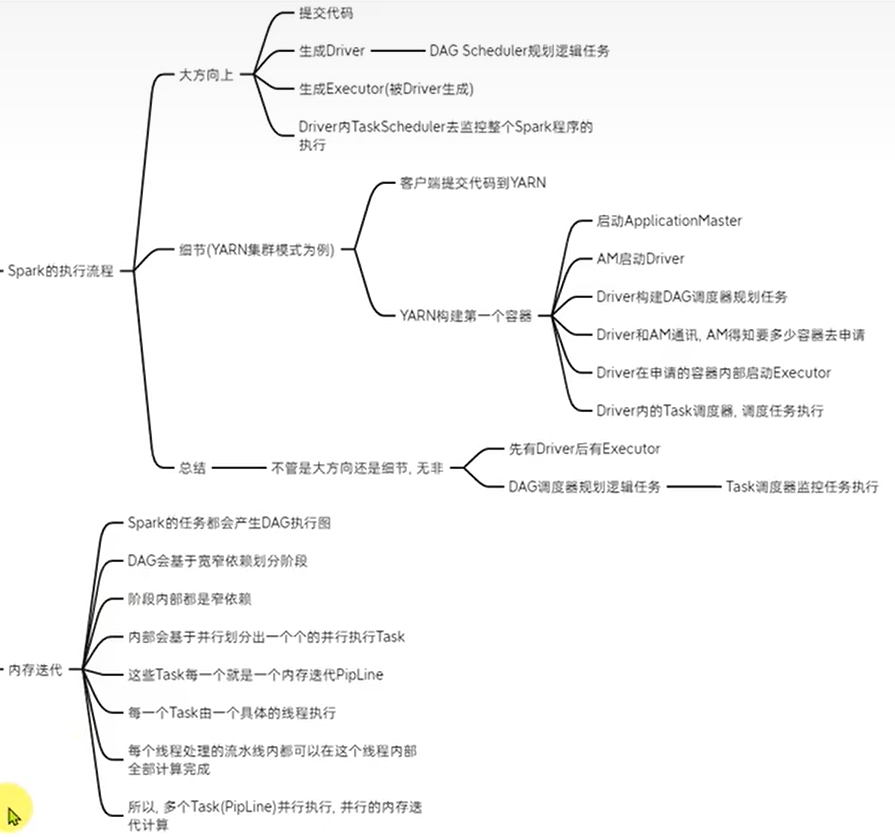 Spark的执行流程
大方向上
提交代码
生成Driver
DAG Scheduler规划逻辑任务
生成Executor(被Driver生成)
Driver内TaskScheduler去监控整个Spark程序的
执行
细节(YARN集群模式为例)
客户端提交代码到YARN
YARN构建第一个容器
启动ApplicationMaster
AM启动Driver
Driver构建DAG调度器规划任务
Driver和AM通讯, AM得知要多少容器去申请
Driver在申请的容器内部启动Executor
Driver内的Task调度器, 调度任务执行
总结
不管是大方向还是细节, 无非
先有Driver后有Executor
DAG调度器规划逻辑任务
Task调度器监控任务执行
内存迭代
Spark的任务都会产生DAG执行图
DAG会基于宽窄依赖划分阶段
阶段内部都是窄依赖
内部会基于并行划分出一个个的并行执行Task
这些Task每一个就是一个内存迭代PipLine
每一个Task由一个具体的线程执行
每个线程处理的流水线内都可以在这个线程内部
全部计算完成
所以, 多个Task(PipLine)并行执行, 并行的内存迭
代计算